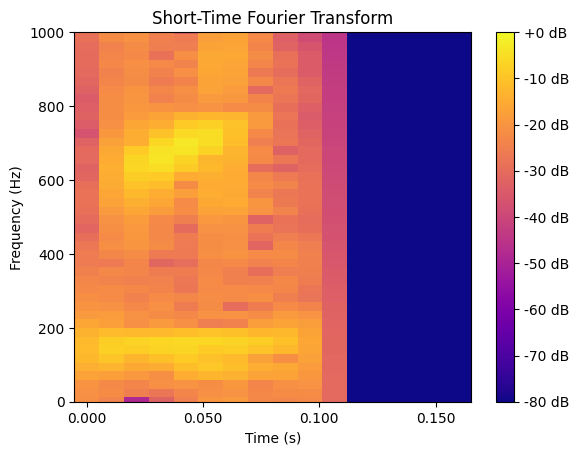 Short-Time Fourier Transform
1000
800
600
400
200
0
Frequency (Hz)
0.000
0.050
0.100
0.150
Time (s)
+0 dB
-10 dB
-20 dB
-30 dB
-40 dB
-50 dB
-60 dB
-70 dB
-80 dB